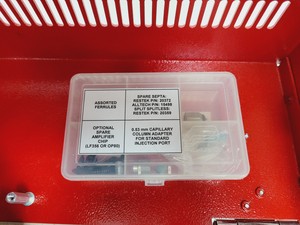 ASSORTED
FERRULES
SPARE SEPTA:
RESTEK P/N: 20372
ALLTECH P/N: 15409
SPLIT SPLITLESS:
RESTEK P/N: 20359
OPTIONAL
SPARE
AMPLIFIER
CHIP
(LF356 OR OP80)
0.53 mm CAPILLARY
COLUMN ADAPTER
FOR STANDARD
INJECTION PORT